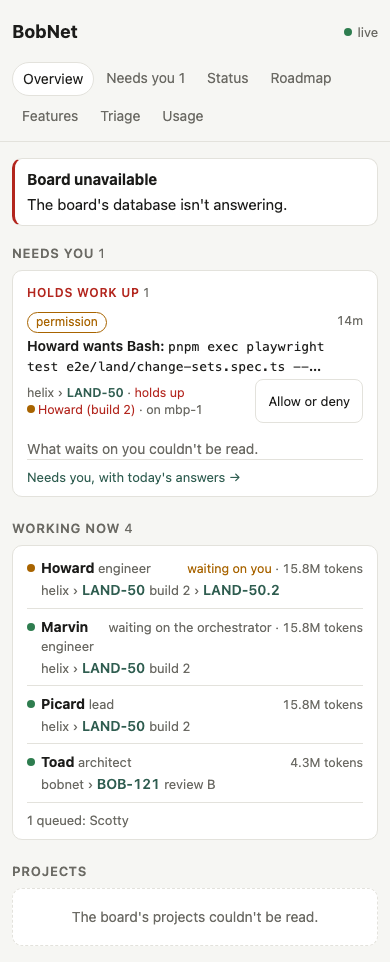 BobNet
live
Overview
Needs you 1
Status
Roadmap
Features
Triage
Usage
Board unavailable
The board's database isn't answering.
NEEDS YOU 1
HOLDS WORK UP 1
permission
14m
Howard wants Bash: pnpm exec playwright
test e2e/land/change-sets.spec.ts --…
helix › LAND-50 · holds up
Howard (build 2) · on mbp-1
Allow or deny
What waits on you couldn't be read.
Needs you, with today's answers →
WORKING NOW 4
Howard engineer
waiting on you · 15.8M tokens
helix › LAND-50 build 2 › LAND-50.2
Marvin
waiting on the orchestrator · 15.8M tokens
engineer
helix › LAND-50 build 2
Picard lead
15.8M tokens
helix › LAND-50 build 2
Toad architect
4.3M tokens
bobnet › BOB-121 review B
1 queued: Scotty
PROJECTS
The board's projects couldn't be read.